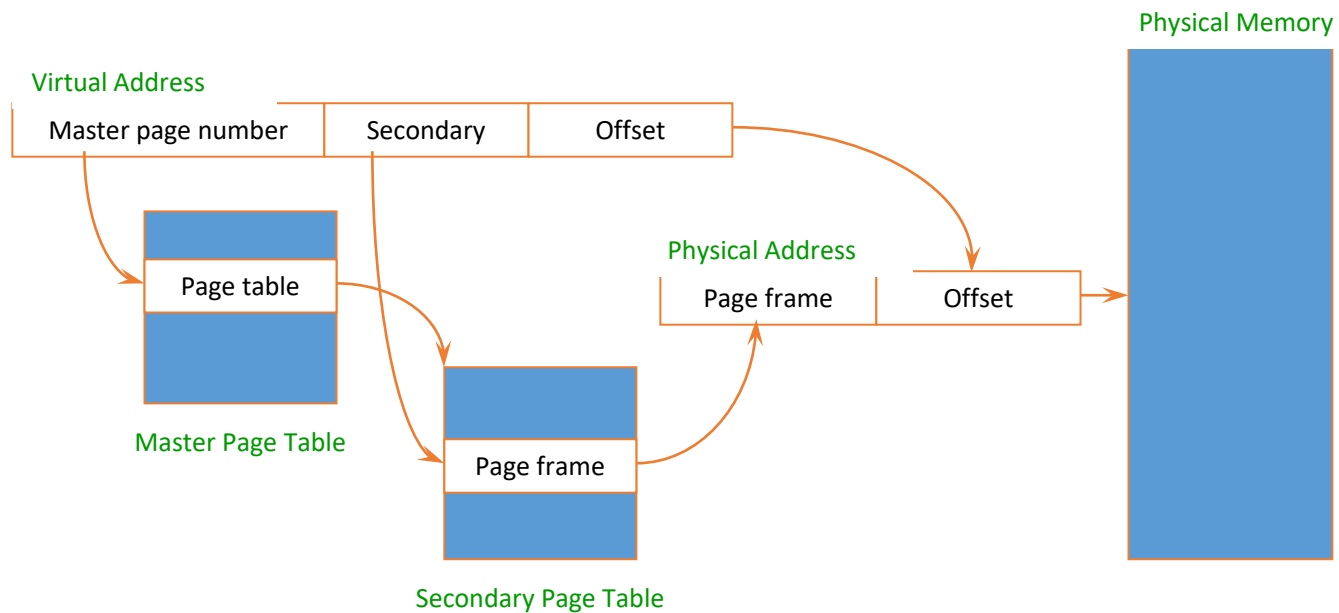 Physical Memory
Virtual Address
Master page number
Secondary
Offset
Physical Address
Page table
Page frame
Offset
Master Page Table
Page frame
Secondary Page Table